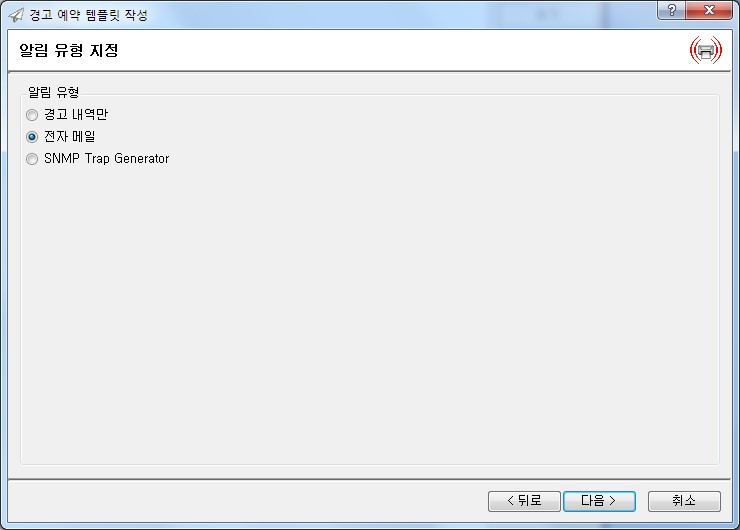 경고 예약 템플릿 작성
알림 유형 지정
알림 유형
경고 내역만
전자 메일
SNMP Trap Generator
< 뒤로
다음 >
취소